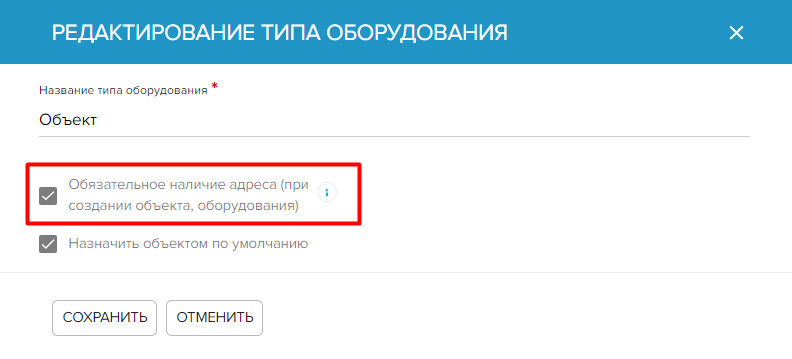 РЕДАКТИРОВАНИЕ ТИПА ОБОРУДОВАНИЯ
Название типа оборудования *
Объект
Обязательное наличие адреса (при
создании объекта, оборудования)
Назначить объектом по умолчанию
СОХРАНИТЬ ОТМЕНИТЬ